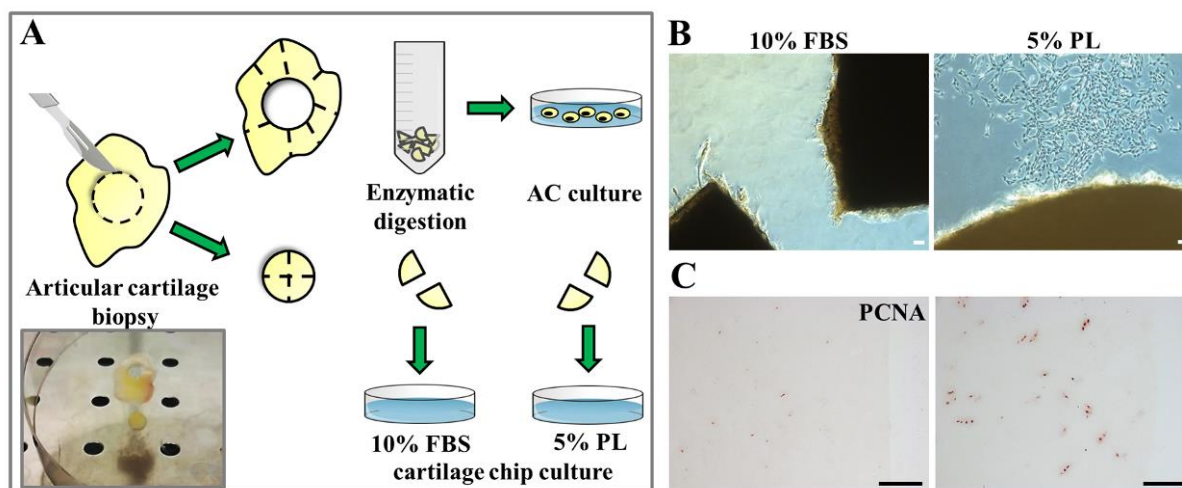 A
Enzymatic
digestion
AC culture
Articular cartilage
biopsy
10% FBS
5% PL
cartilage chip culture
B
10% FBS
5% PL
C
PCNA